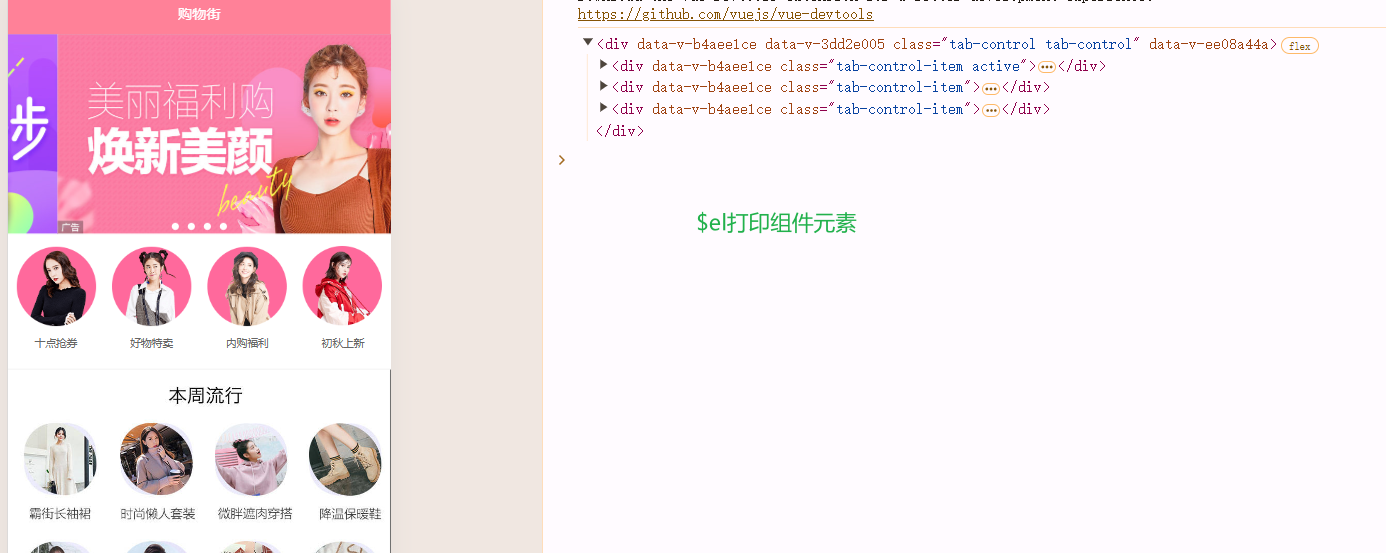 购物街
步
美丽福利购
焕新美颜
beauty
广告
十点抢券
好物特卖
内购福利
初秋上新
本周流行
霸街长袖裙
时尚懒人套装
微胖遮肉穿搭
降温保暖鞋
https://github.com/vuejs/vue-devtools
▼<div data-v-b4aee1ce data-v-3dd2e005 class="tab-control tab-control" data-v-ee08a44a> flex
▶<div data-v-b4aee1ce class="tab-control-item active">…</div>
▶<div data-v-b4aee1ce class="tab-control-item">…</div>
▶<div data-v-b4aee1ce class="tab-control-item">…</div>
</div>
$el打印组件元素